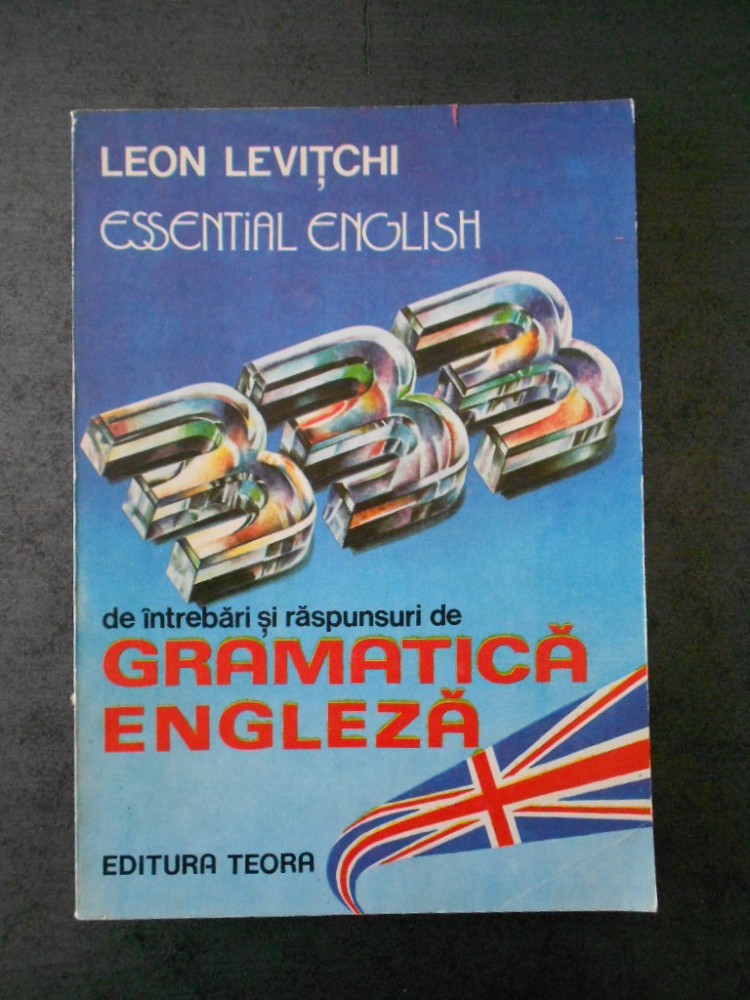 LEON LEVIȚCHI
ESSENTiAL ENGLISH
333
de întrebări și răspunsuri de
GRAMATICĂ
ENGLEZĂ
EDITURA TEORA